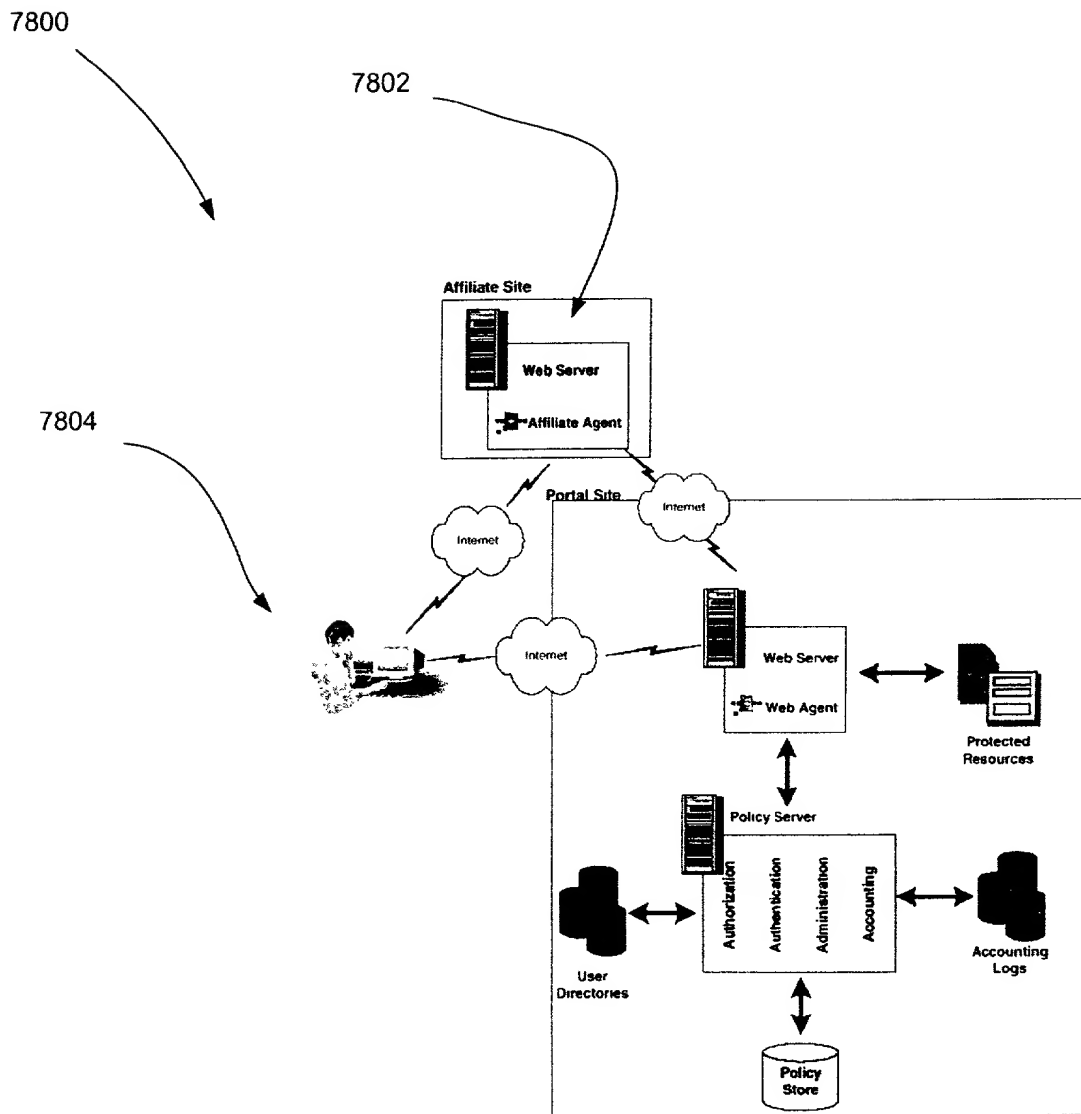 7800
7802
Affiliate Site
Web Server
Affiliate Agent
7804
Portal Site
Internet
Internet
Internet
Web Server
Web Agent
Protected
Resources
Policy Server
Authorization
Authentication
Administration
Accounting
User
Directories
Accounting
Logs
Policy
Store